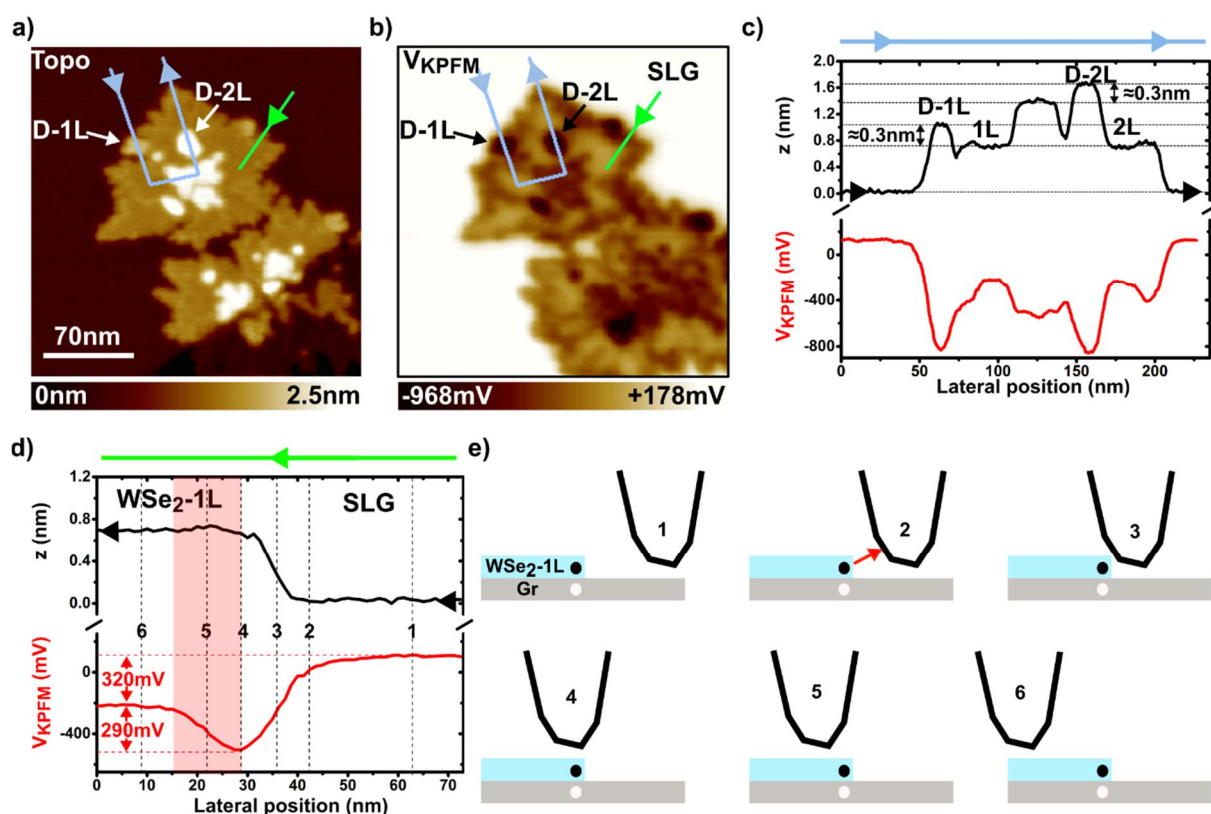 a)
Topo
D-2L
D-1L
70nm
0nm 2.5nm
b)
V_KPFM
SLG
D-2L
D-1L
-968mV +178mV
c)
2.0
1.6
1.2
0.8
0.4
0.0
z (nm)
D-1L
1L
D-2L
2L
≈0.3nm
≈0.3nm
0
-400
-800
V_KPFM (mV)
0 50 100 150 200
Lateral position (nm)
d)
1.2
0.8
0.4
0.0
z (nm)
WSe₂-1L
SLG
6 5 4 3 2 1
0
-400
V_KPFM (mV)
320mV
290mV
0 10 20 30 40 50 60 70
Lateral position (nm)
e)
1
WSe₂-1L
Gr
2
3
4
5
6